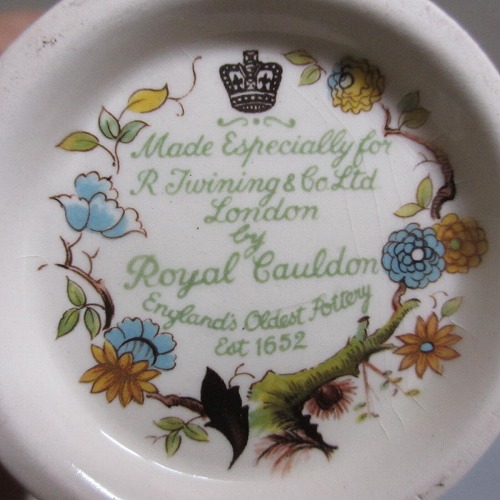 Made Especially for
R Twining & Co Ltd
London
by
Royal Cauldon
England's Oldest Pottery
Est 1652